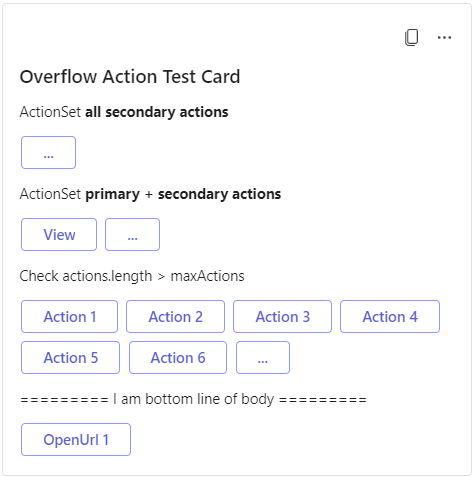 ...
Overflow Action Test Card
ActionSet all secondary actions
...
ActionSet primary + secondary actions
View ...
Check actions.length > maxActions
Action 1 Action 2 Action 3 Action 4
Action 5 Action 6 ...
========= I am bottom line of body =========
OpenUrl 1